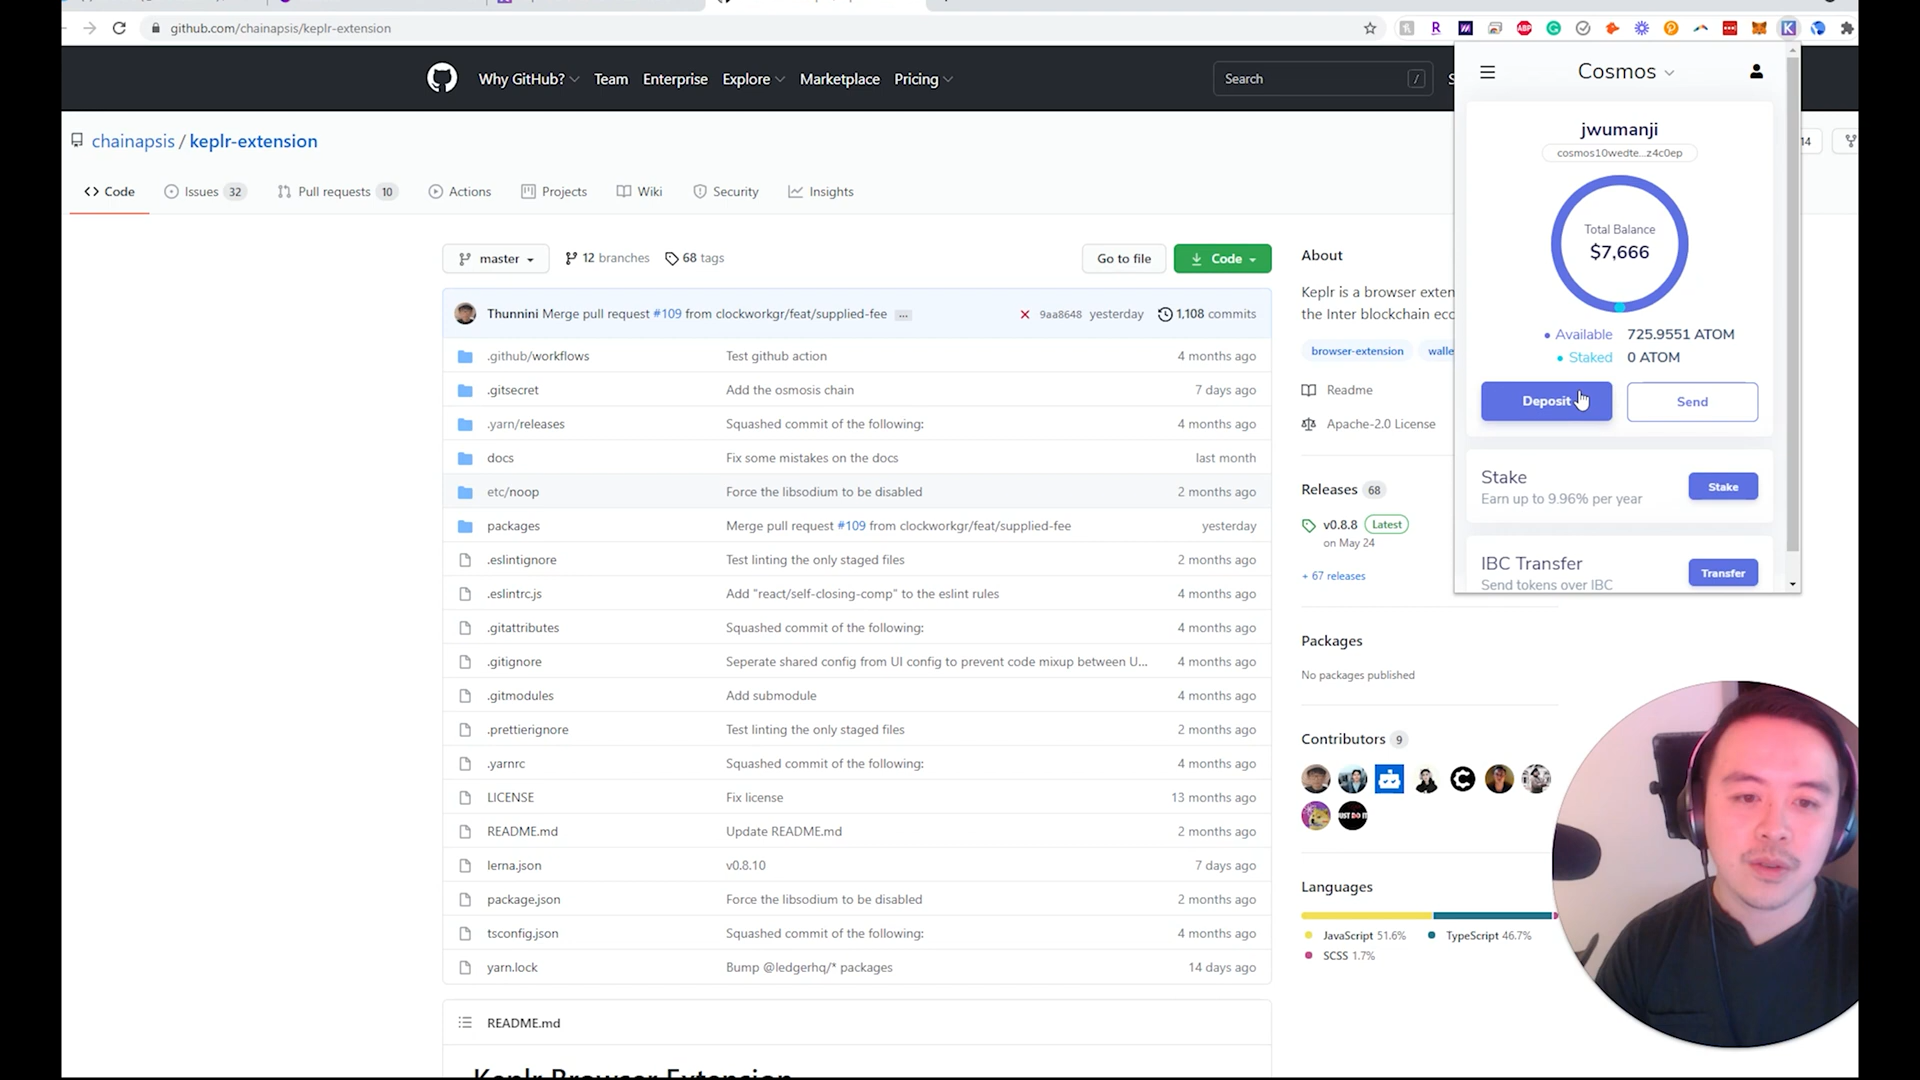 github.com/chainapsis/keplr-extension
Why GitHub? Team Enterprise Explore Marketplace Pricing
Search /
chainapsis / keplr-extension
14
Code Issues 32 Pull requests 10 Actions Projects Wiki Security Insights
master 12 branches 68 tags Go to file Code
Thunnini Merge pull request #109 from clockworkgr/feat/supplied-fee ... 9aa8648 yesterday 1,108 commits
.github/workflows Test github action 4 months ago
.gitsecret Add the osmosis chain 7 days ago
.yarn/releases Squashed commit of the following: 4 months ago
docs Fix some mistakes on the docs last month
etc/noop Force the libsodium to be disabled 2 months ago
packages Merge pull request #109 from clockworkgr/feat/supplied-fee yesterday
.eslintignore Test linting the only staged files 2 months ago
.eslintrc.js Add "react/self-closing-comp" to the eslint rules 4 months ago
.gitattributes Squashed commit of the following: 4 months ago
.gitignore Seperate shared config from UI config to prevent code mixup between U... 4 months ago
.gitmodules Add submodule 4 months ago
.prettierignore Test linting the only staged files 2 months ago
.yarnrc Squashed commit of the following: 4 months ago
LICENSE Fix license 13 months ago
README.md Update README.md 2 months ago
lerna.json v0.8.10 7 days ago
package.json Force the libsodium to be disabled 2 months ago
tsconfig.json Squashed commit of the following: 4 months ago
yarn.lock Bump @ledgerhq/* packages 14 days ago
README.md
Keplr Browser Extension
About
Keplr is a browser exten
the Inter blockchain eco
browser-extension walle
Readme
Apache-2.0 License
Releases 68
v0.8.8 Latest
on May 24
+ 67 releases
Packages
No packages published
Contributors 9
JUST DO IT
Languages
JavaScript 51.6% TypeScript 46.7%
SCSS 1.7%
ABP
Cosmos
jwumanji
cosmos10wedte...z4c0ep
Total Balance
$7,666
Available 725.9551 ATOM
Staked 0 ATOM
Deposit Send
Stake
Earn up to 9.96% per year
Stake
IBC Transfer
Send tokens over IBC
Transfer